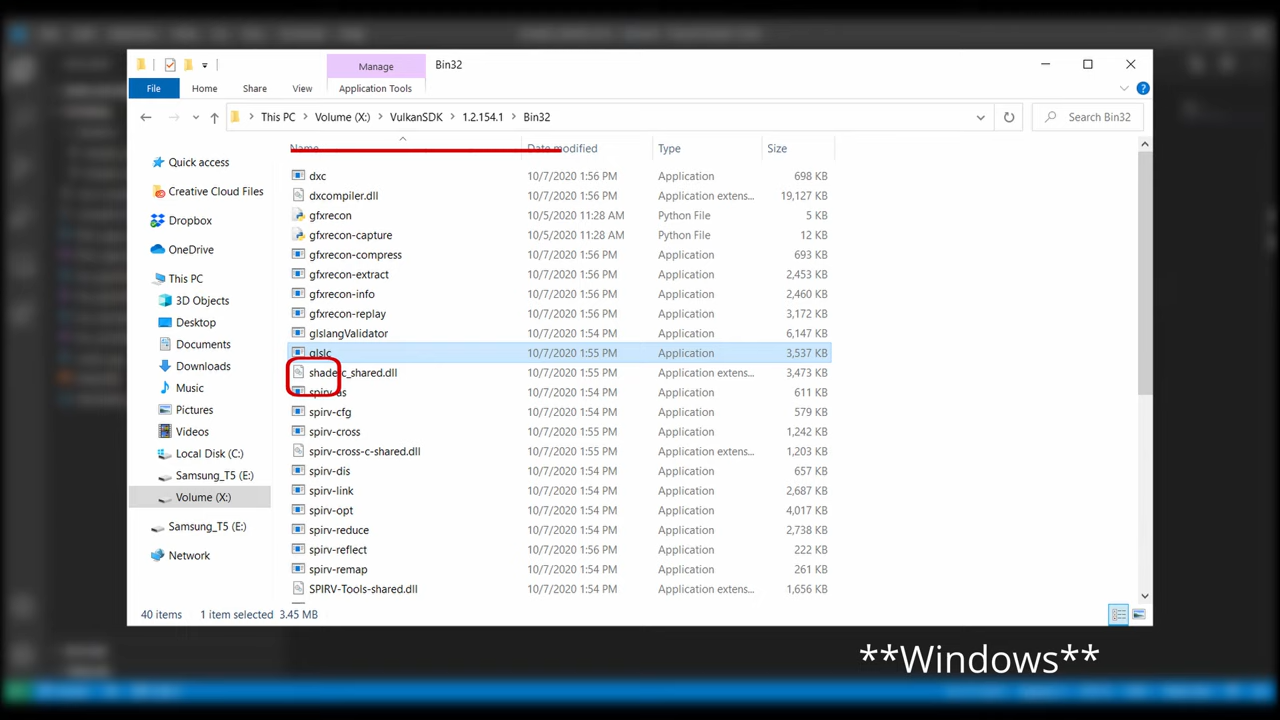 Manage
Bin32
File
Home
Share
View
Application Tools
This PC
Volume (X:)
VulkanSDK
1.2.154.1
Bin32
Search Bin32
Name
Date modified
Type
Size
Quick access
Creative Cloud Files
Dropbox
OneDrive
This PC
3D Objects
Desktop
Documents
Downloads
Music
Pictures
Videos
Local Disk (C:)
Samsung_T5 (E:)
Volume (X:)
Samsung_T5 (E:)
Network
dxc 10/7/2020 1:56 PM Application 698 KB
dxcompiler.dll 10/7/2020 1:56 PM Application extens... 19,127 KB
gfxrecon 10/5/2020 11:28 AM Python File 5 KB
gfxrecon-capture 10/5/2020 11:28 AM Python File 12 KB
gfxrecon-compress 10/7/2020 1:56 PM Application 693 KB
gfxrecon-extract 10/7/2020 1:56 PM Application 2,453 KB
gfxrecon-info 10/7/2020 1:56 PM Application 2,460 KB
gfxrecon-replay 10/7/2020 1:56 PM Application 3,172 KB
glslangValidator 10/7/2020 1:54 PM Application 6,147 KB
glslc 10/7/2020 1:55 PM Application 3,537 KB
shaderc_shared.dll 10/7/2020 1:55 PM Application extens... 3,473 KB
spirv-as 10/7/2020 1:54 PM Application 611 KB
spirv-cfg 10/7/2020 1:54 PM Application 579 KB
spirv-cross 10/7/2020 1:55 PM Application 1,242 KB
spirv-cross-c-shared.dll 10/7/2020 1:55 PM Application extens... 1,203 KB
spirv-dis 10/7/2020 1:54 PM Application 657 KB
spirv-link 10/7/2020 1:54 PM Application 2,687 KB
spirv-opt 10/7/2020 1:54 PM Application 4,017 KB
spirv-reduce 10/7/2020 1:54 PM Application 2,738 KB
spirv-reflect 10/7/2020 1:56 PM Application 222 KB
spirv-remap 10/7/2020 1:54 PM Application 261 KB
SPIRV-Tools-shared.dll 10/7/2020 1:54 PM Application extens... 1,656 KB
40 items
1 item selected 3.45 MB
**Windows**